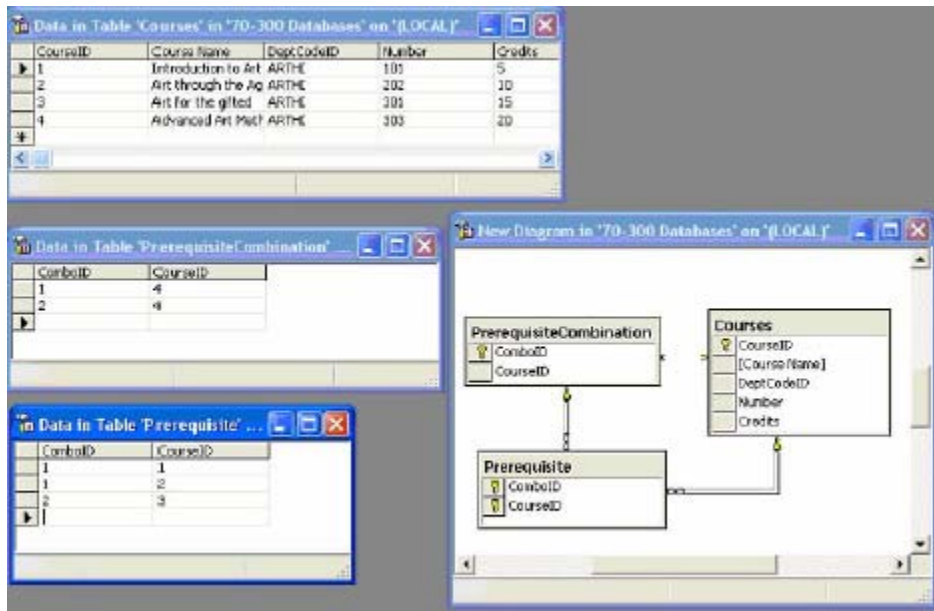 Data in Table 'Courses' in '70-300 Databases' on '(LOCAL)'
CourseID Course Name DeptCodeID Number Credits
1 Introduction to Art ARTHI 101 5
2 Art through the Ag ARTHI 202 10
3 Art for the gifted ARTHI 301 15
4 Advanced Art Meth ARTHI 303 20
Data in Table 'PrerequisiteCombination' ...
ComboID CourseID
1 4
2 4
Data in Table 'Prerequisite' ...
ComboID CourseID
1 1
1 2
2 3
New Diagram in '70-300 Databases' on '(LOCAL)'
PrerequisiteCombination
ComboID
CourseID
Courses
CourseID
[Course Name]
DeptCodeID
Number
Credits
Prerequisite
ComboID
CourseID